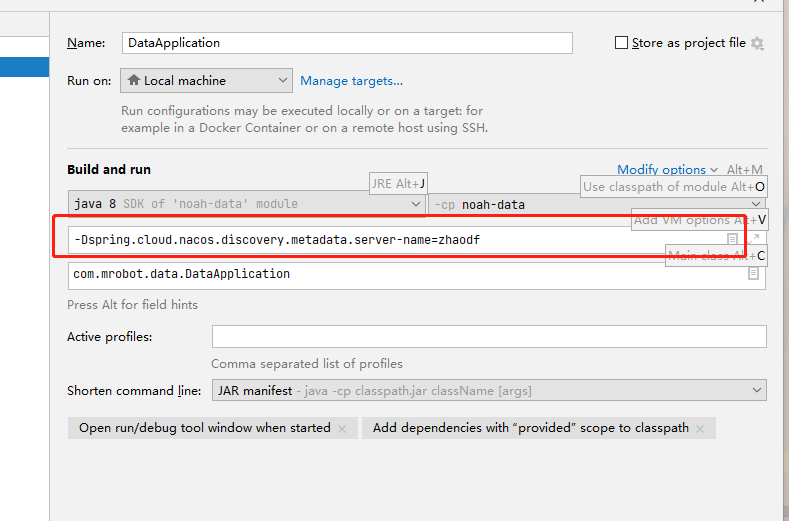 Name: DataApplication Store as project file
Run on: Local machine Manage targets...
Run configurations may be executed locally or on a target: for
example in a Docker Container or on a remote host using SSH.
Build and run Modify options Alt+M
JRE Alt+J Use classpath of module Alt+O
java 8 SDK of 'noah-data' module -cp noah-data
Add VM options Alt+V
-Dspring.cloud.nacos.discovery.metadata.server-name=zhaodf
Main class Alt+C
com.mrobot.data.DataApplication
Press Alt for field hints
Active profiles:
Comma separated list of profiles
Shorten command line: JAR manifest - java -cp classpath.jar className [args]
Open run/debug tool window when started × Add dependencies with “provided” scope to classpath ×